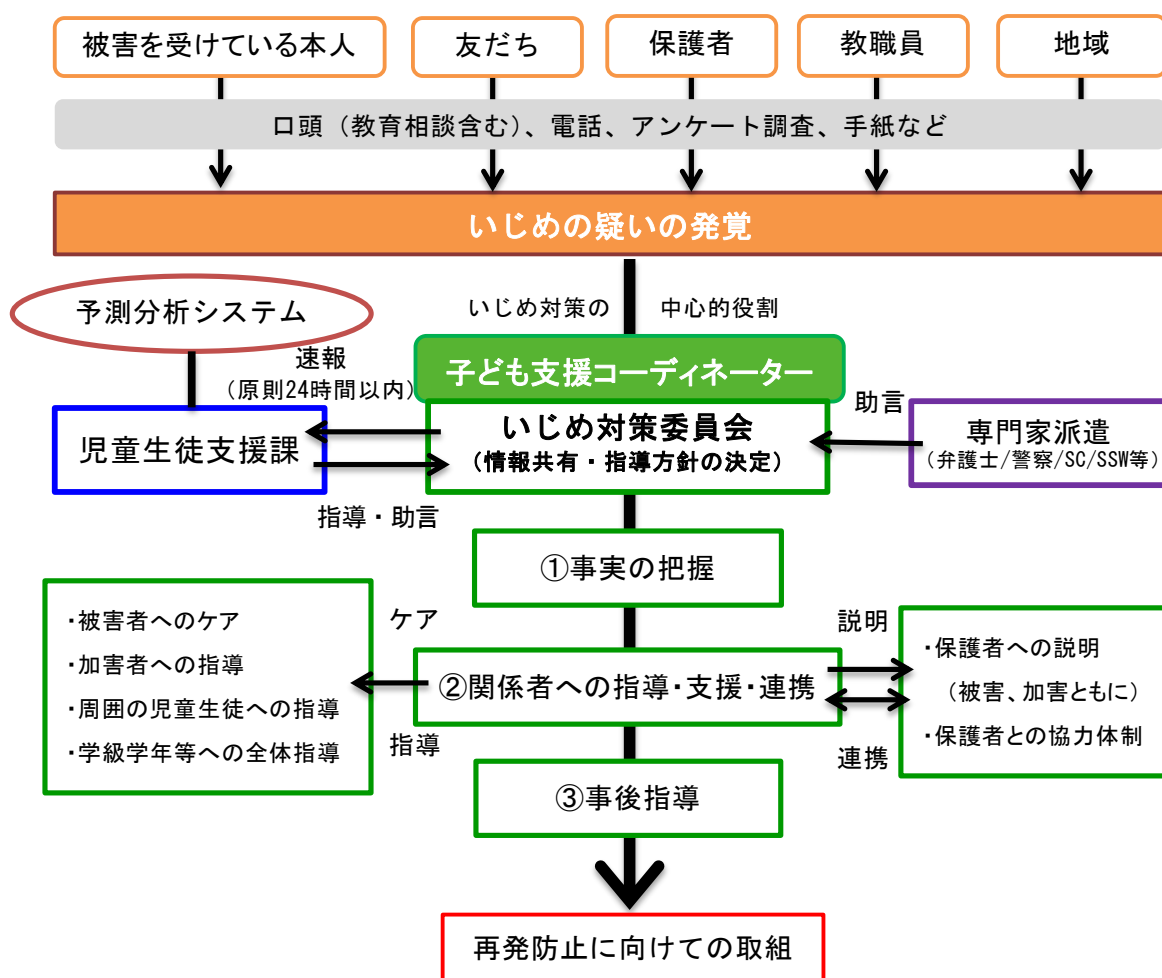 被害を受けている本人
友だち
保護者
教職員
地域
口頭（教育相談含む）、電話、アンケート調査、手紙など
いじめの疑いの発覚
予測分析システム
いじめ対策の 中心的役割
速報
（原則24時間以内）
子ども支援コーディネーター
児童生徒支援課
いじめ対策委員会
（情報共有・指導方針の決定）
助言
専門家派遣
（弁護士/警察/SC/SSW等）
指導・助言
①事実の把握
・被害者へのケア
・加害者への指導
・周囲の児童生徒への指導
・学級学年等への全体指導
ケア
指導
②関係者への指導・支援・連携
説明
連携
・保護者への説明
（被害、加害ともに）
・保護者との協力体制
③事後指導
再発防止に向けての取組